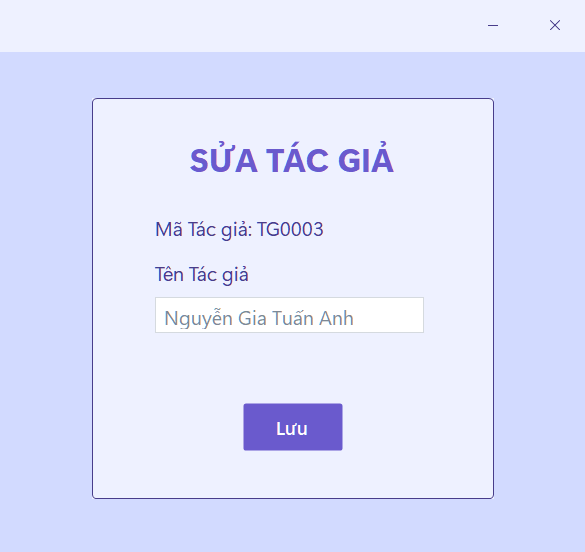 SỬA TÁC GIẢ
Mã Tác giả: TG0003
Tên Tác giả
Nguyễn Gia Tuấn Anh
Lưu